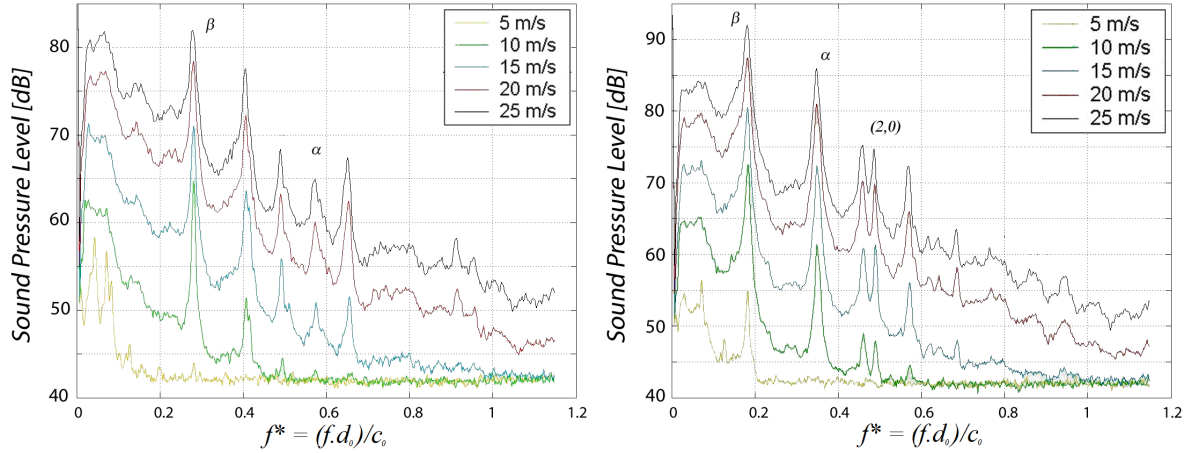 Sound Pressure Level [dB]
80
70
60
50
40
0
0.2
0.4
0.6
0.8
1
1.2
f* = (f.d₀)/c₀
β
α
5 m/s
10 m/s
15 m/s
20 m/s
25 m/s
Sound Pressure Level [dB]
90
80
70
60
50
40
0
0.2
0.4
0.6
0.8
1
1.2
f* = (f.d₀)/c₀
β
α
(2,0)
5 m/s
10 m/s
15 m/s
20 m/s
25 m/s